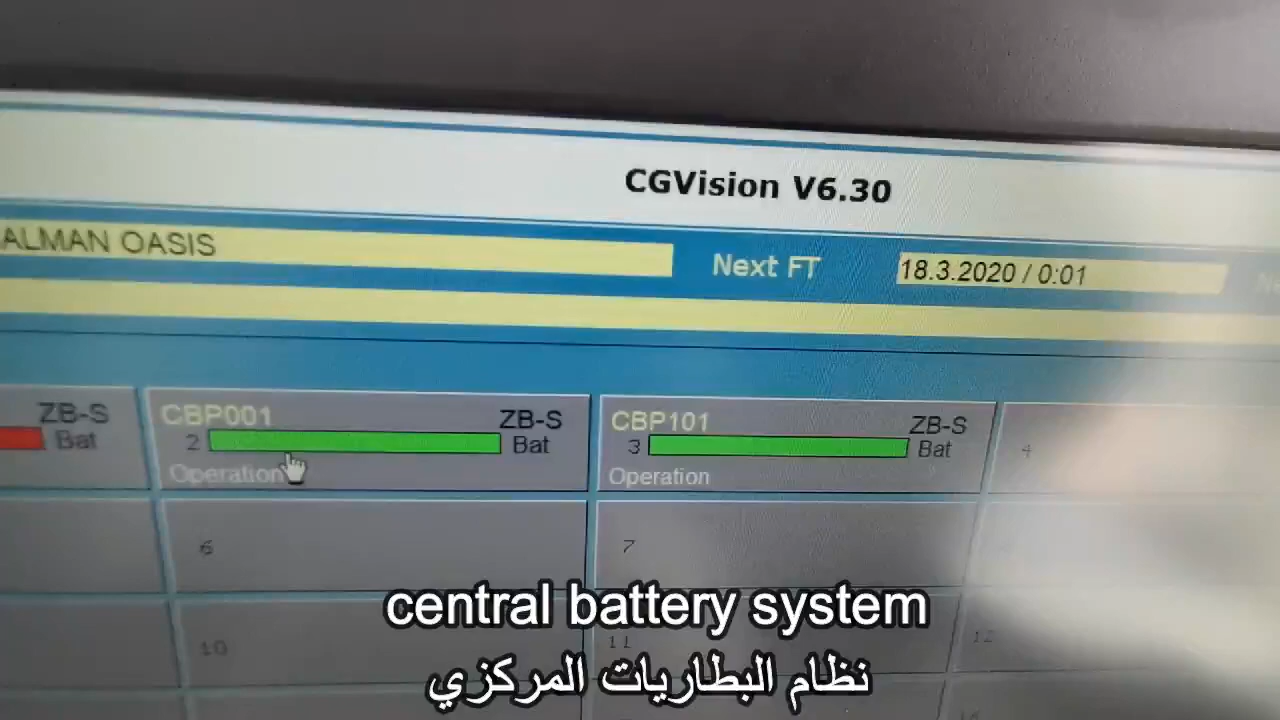 CGVision V6.30
ALMAN OASIS
Next FT
18.3.2020 / 0:01
ZB-S
Bat
CBP001
ZB-S
2
Bat
Operation
CBP101
ZB-S
3
Bat
Operation
4
6
7
10
11
12
central battery system
نظام البطاريات المركزي